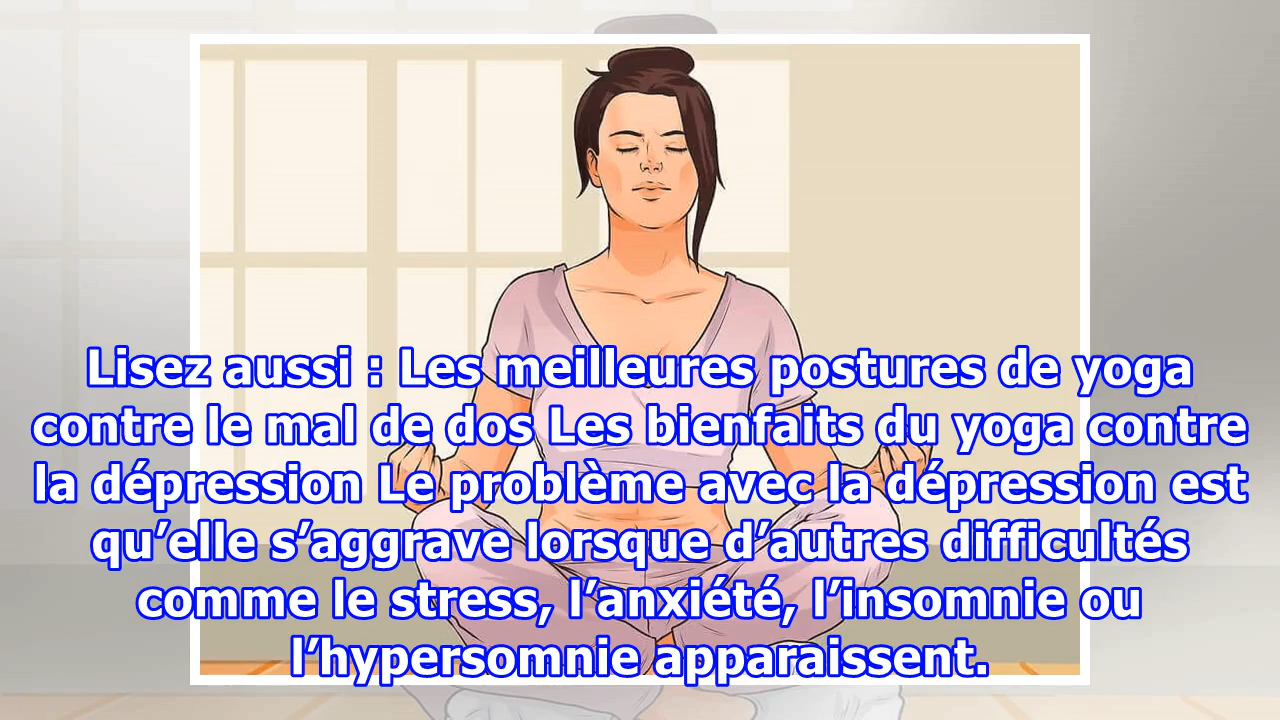 Lisez aussi : Les meilleures postures de yoga
contre le mal de dos Les bienfaits du yoga contre
la dépression Le problème avec la dépression est
qu’elle s’aggrave lorsque d’autres difficultés
comme le stress, l’anxiété, l’insomnie ou
l’hypersomnie apparaissent.